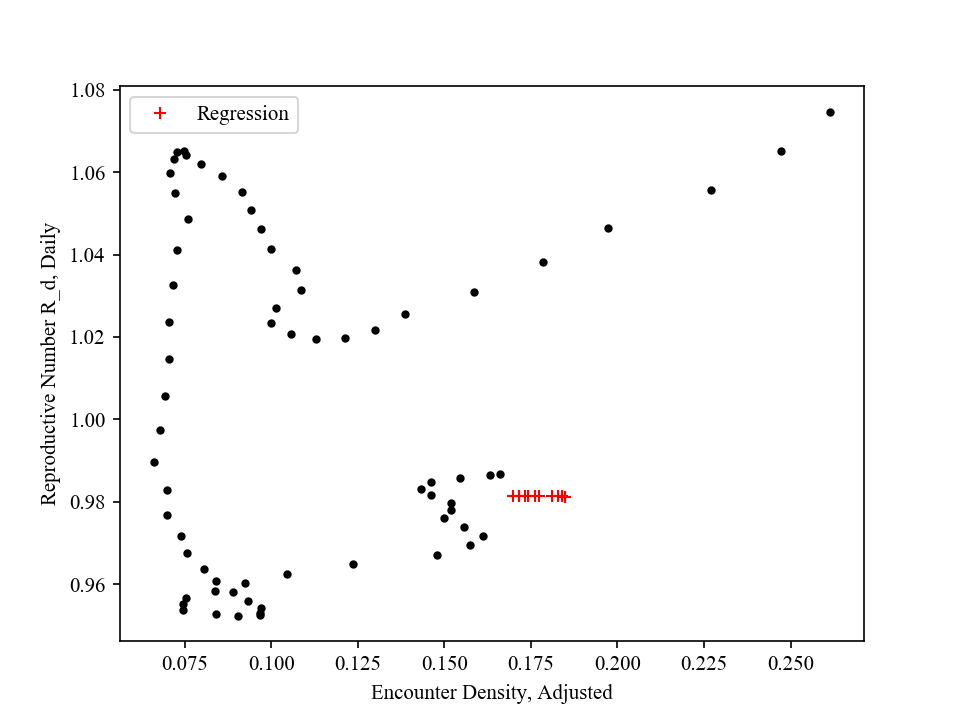 1.08
Regression
1.06
1.04
1.02
1.00
0.98
0.96
Reproductive Number R_d, Daily
0.075 0.100 0.125 0.150 0.175 0.200 0.225 0.250
Encounter Density, Adjusted